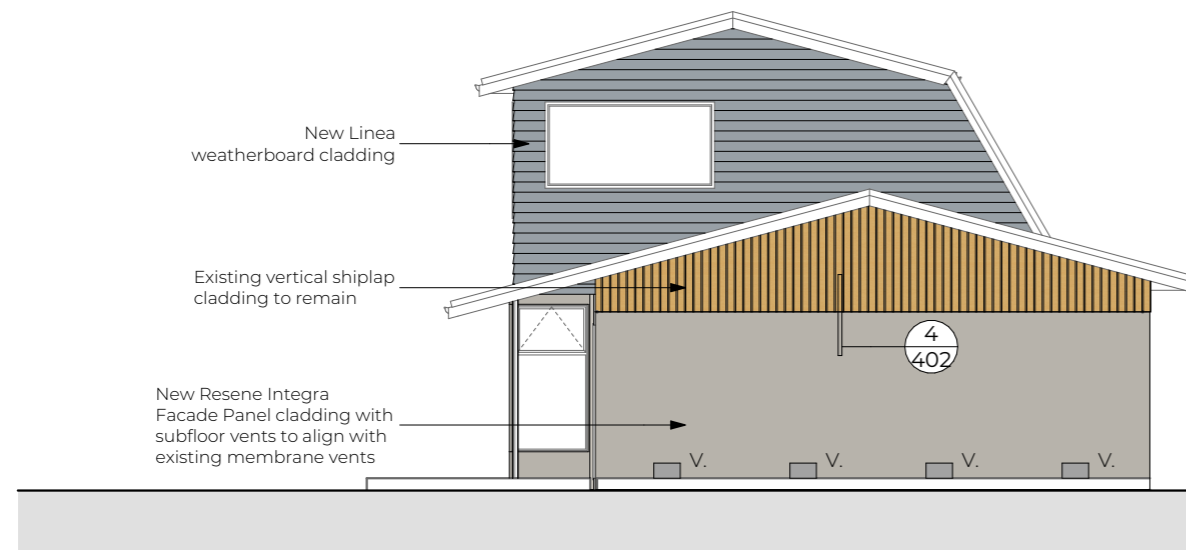 New Linea
weatherboard cladding
Existing vertical shiplap
cladding to remain
4
402
New Resene Integra
Facade Panel cladding with
subfloor vents to align with
existing membrane vents
V.
V.
V.
V.